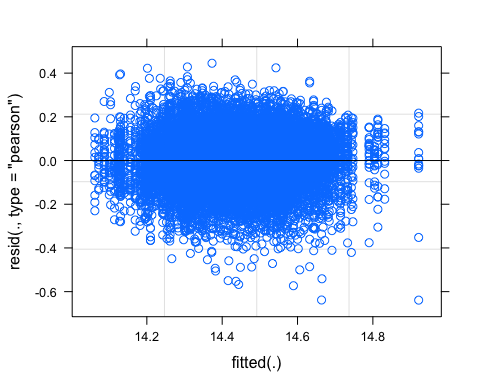 resid(., type = "pearson")
0.4
0.2
0.0
-0.2
-0.4
-0.6
14.2 14.4 14.6 14.8
fitted(.)